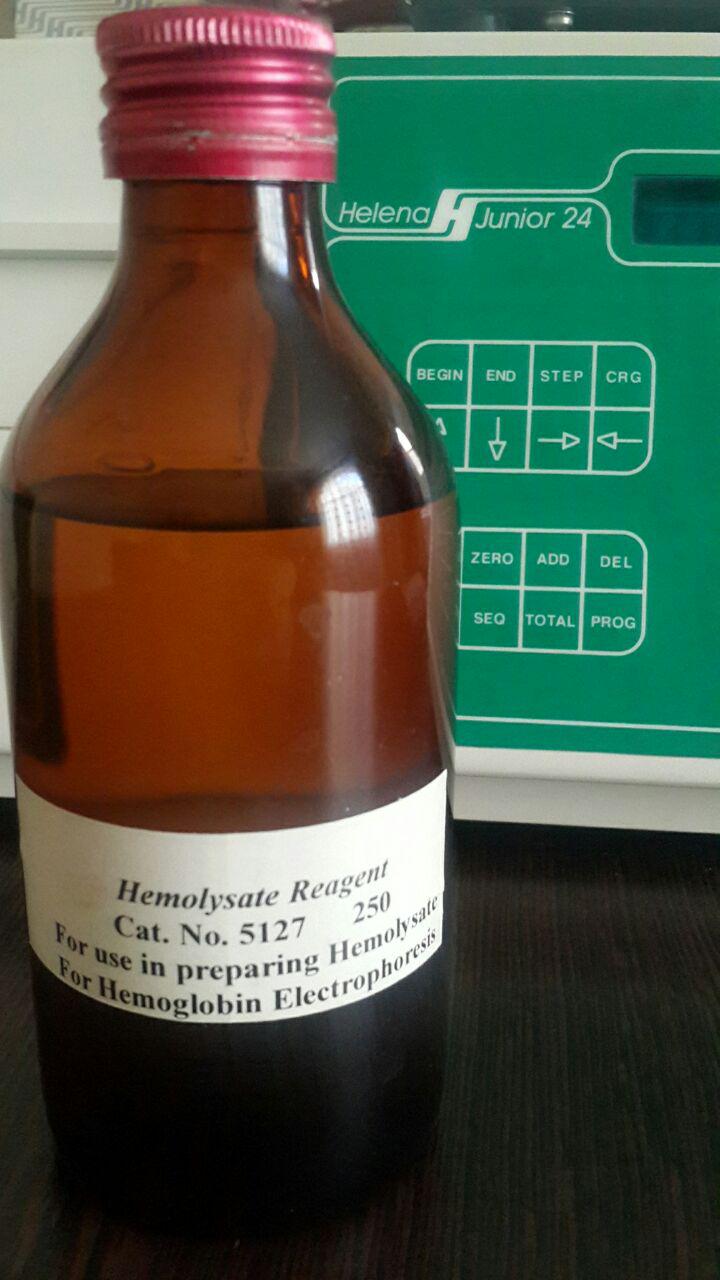 Helena Junior 24
BEGIN END STEP CRG
ZERO ADD DEL
SEQ TOTAL PROG
Hemolysate Reagent
Cat. No. 5127 250
For use in preparing Hemolysate
For Hemoglobin Electrophoresis